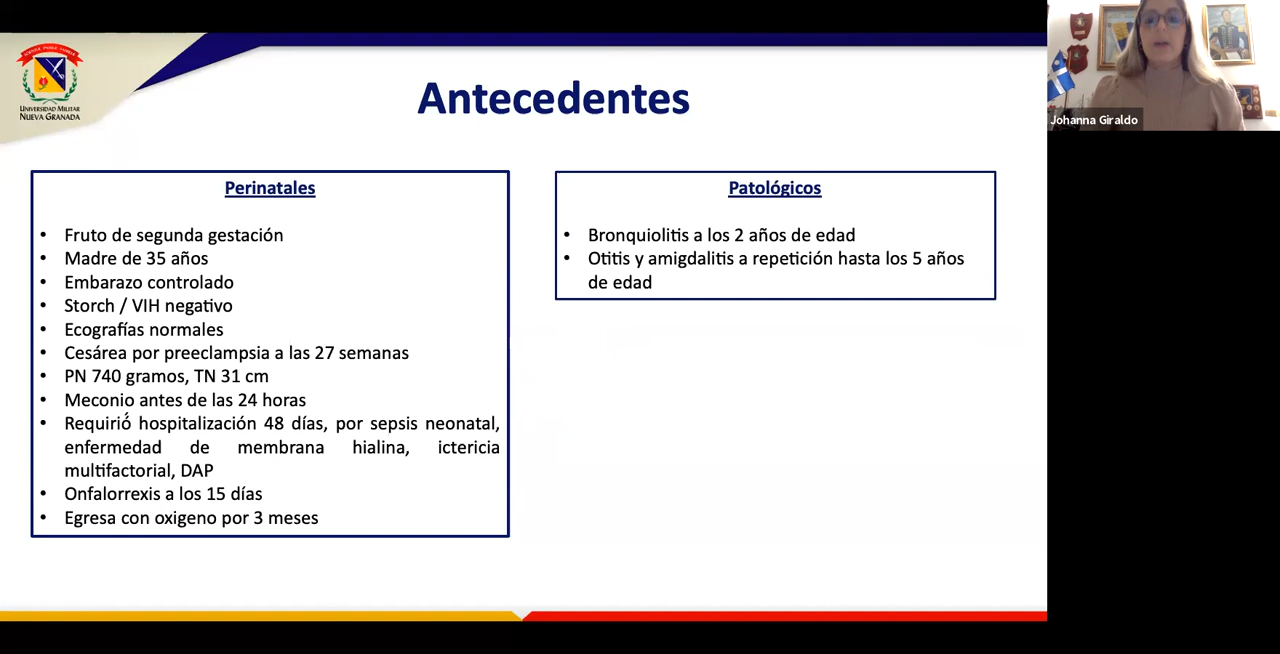 UNIVERSIDAD MILITAR
NUEVA GRANADA
Antecedentes
Perinatales
• Fruto de segunda gestación
• Madre de 35 años
• Embarazo controlado
• Storch / VIH negativo
• Ecografías normales
• Cesárea por preeclampsia a las 27 semanas
• PN 740 gramos, TN 31 cm
• Meconio antes de las 24 horas
• Requirió́ hospitalización 48 días, por sepsis neonatal,
enfermedad de membrana hialina, ictericia
multifactorial, DAP
• Onfalorrexis a los 15 días
• Egresa con oxigeno por 3 meses
Patológicos
• Bronquiolitis a los 2 años de edad
• Otitis y amigdalitis a repetición hasta los 5 años
de edad
Johanna Giraldo